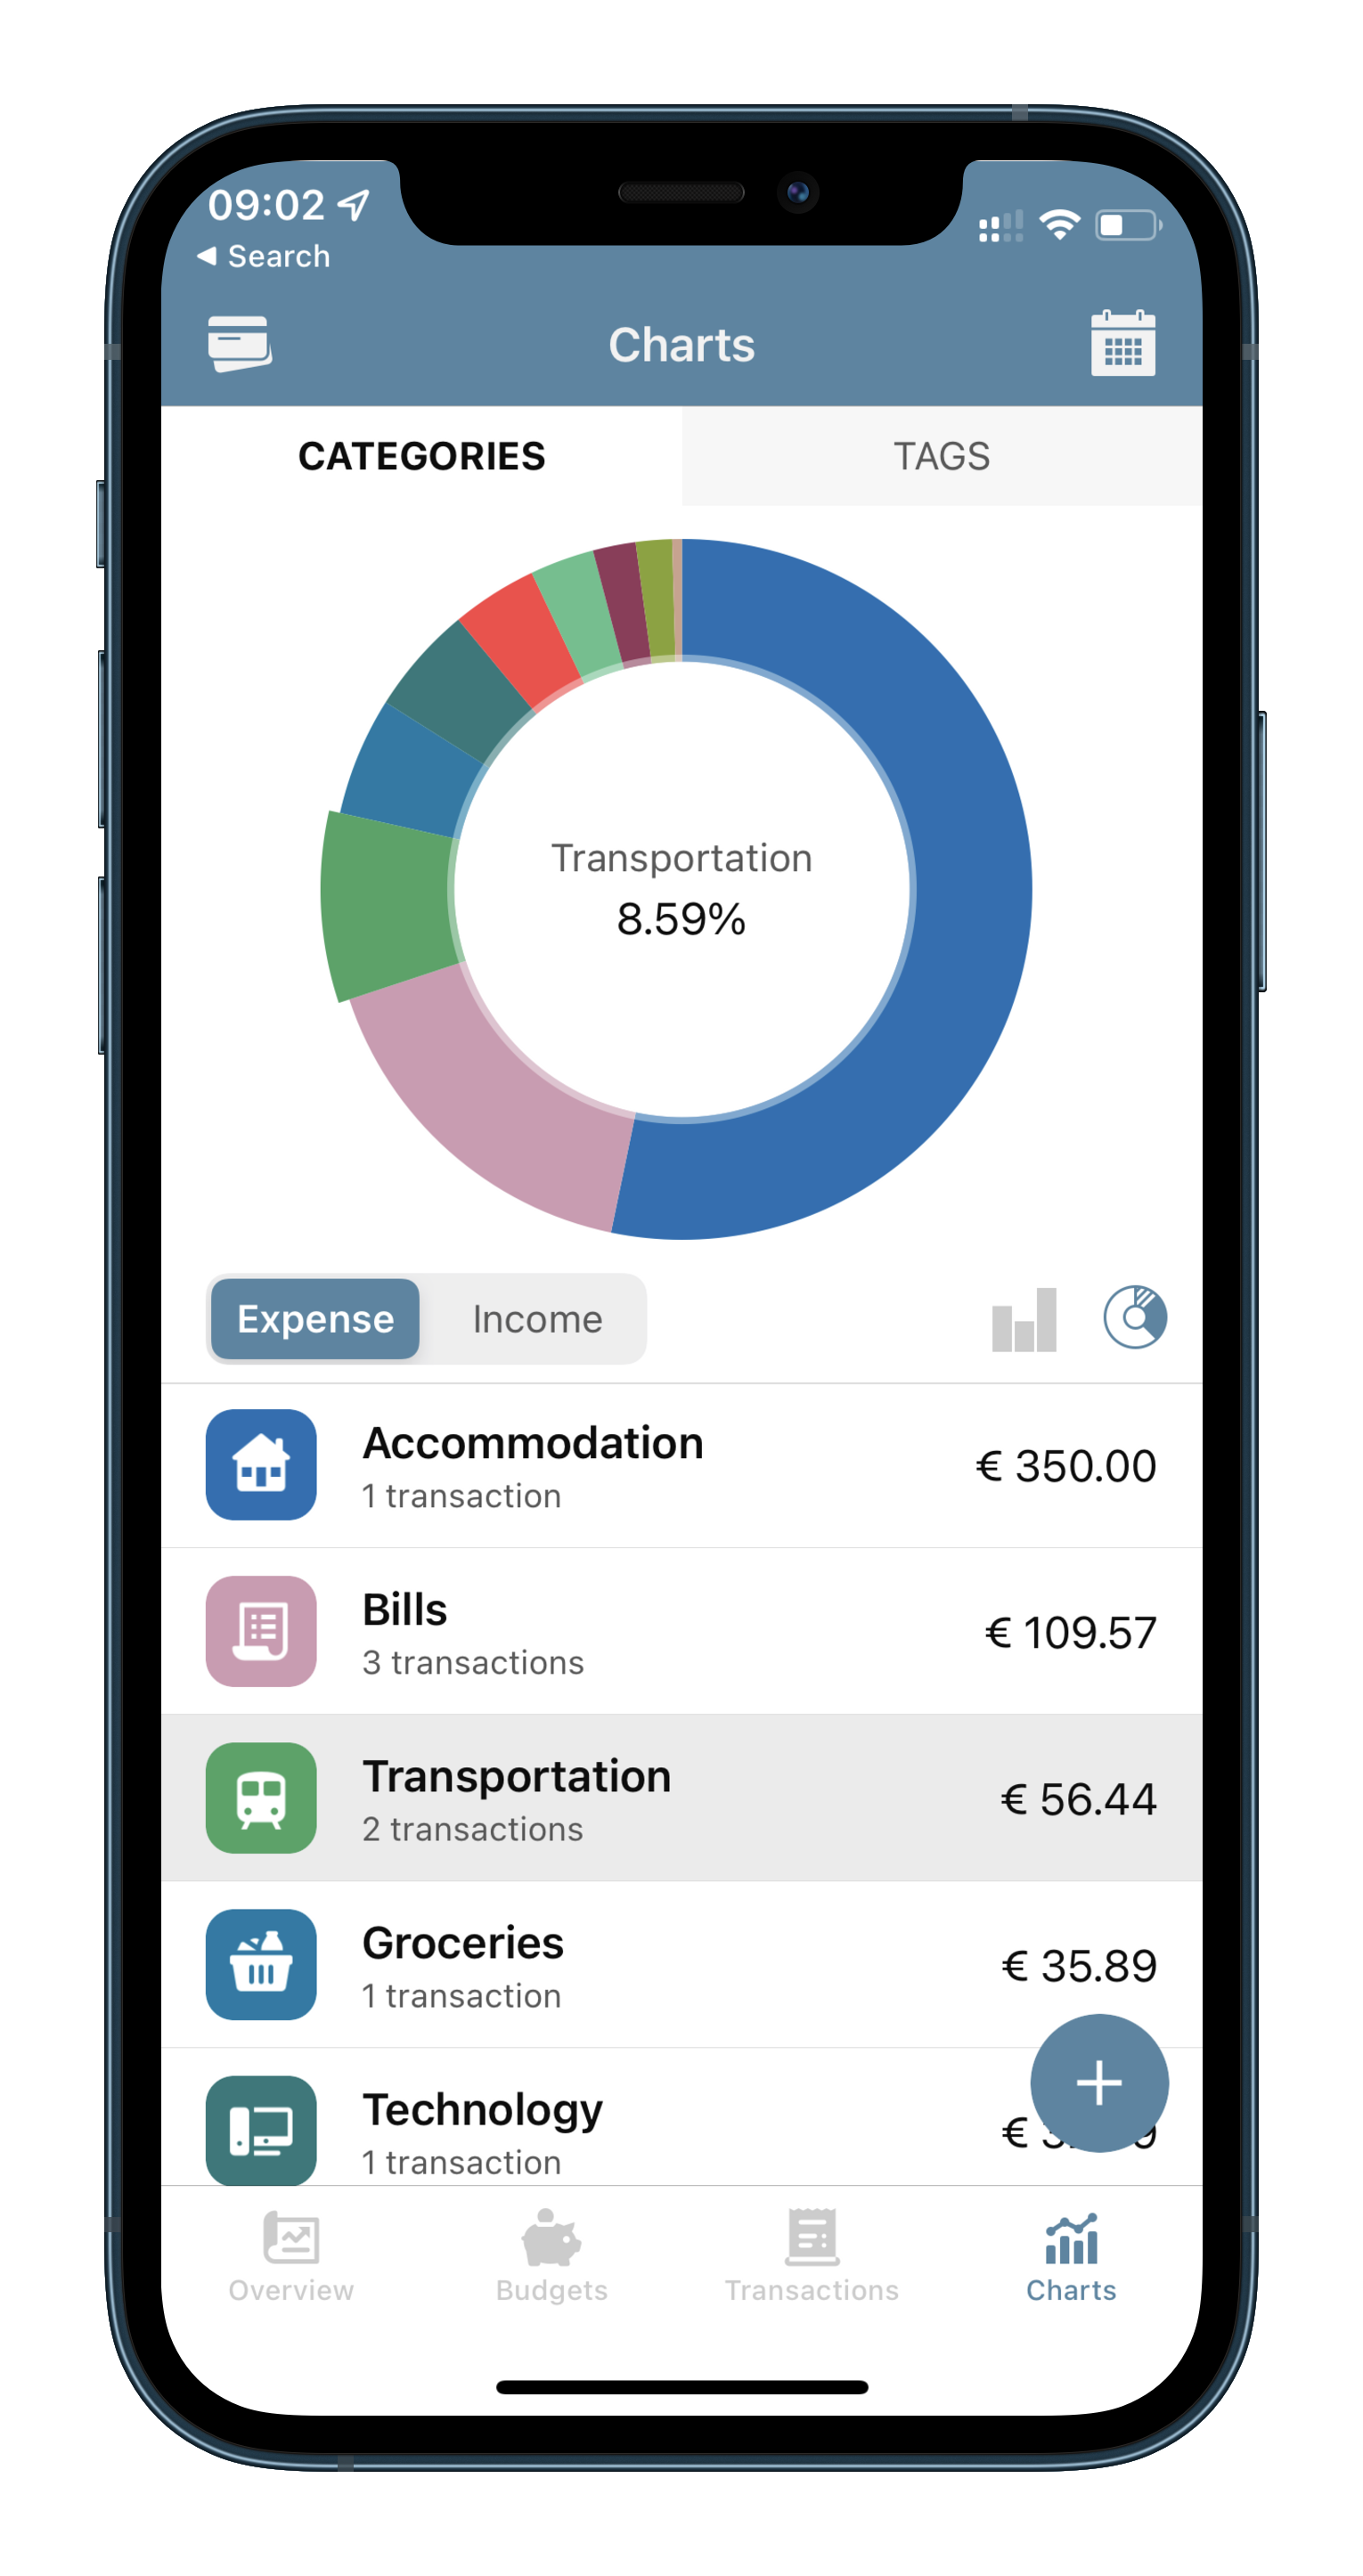 09:02
◀ Search
Charts
CATEGORIES
TAGS
Transportation
8.59%
Expense
Income
Accommodation
1 transaction
€ 350.00
Bills
3 transactions
€ 109.57
Transportation
2 transactions
€ 56.44
Groceries
1 transaction
€ 35.89
Technology
1 transaction
€
Overview
Budgets
Transactions
Charts